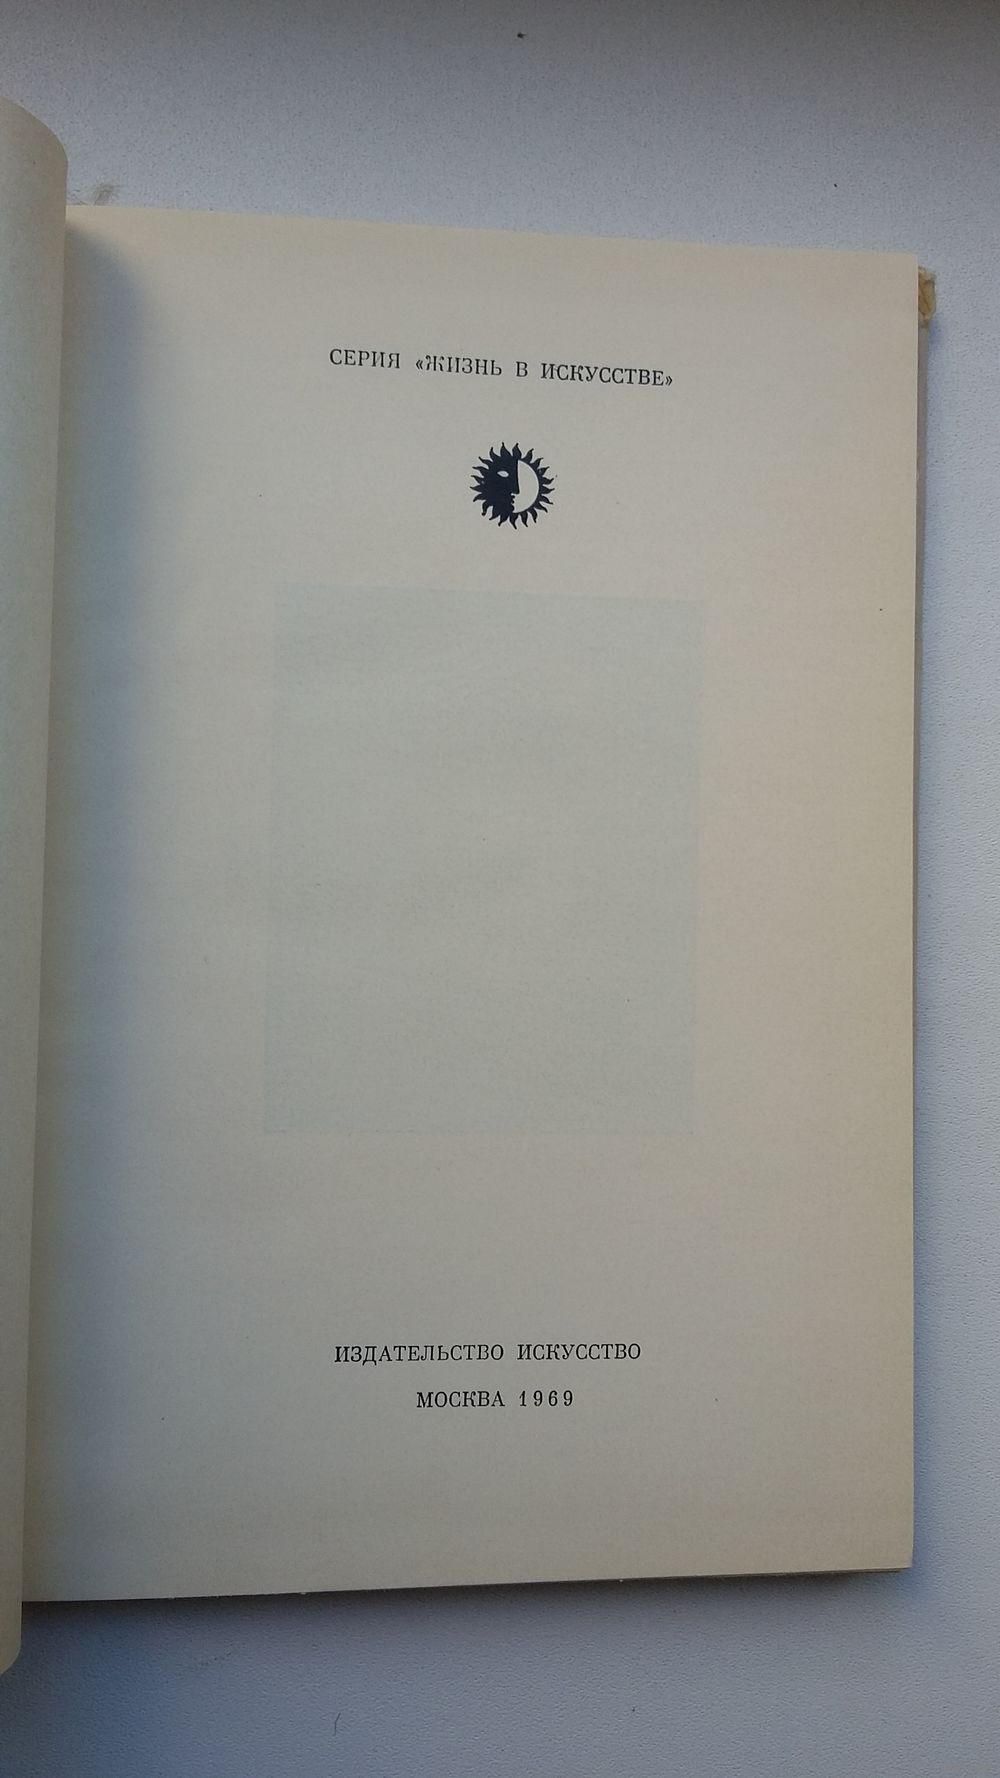 СЕРИЯ «ЖИЗНЬ В ИСКУССТВЕ»
ИЗДАТЕЛЬСТВО ИСКУССТВО
МОСКВА 1969